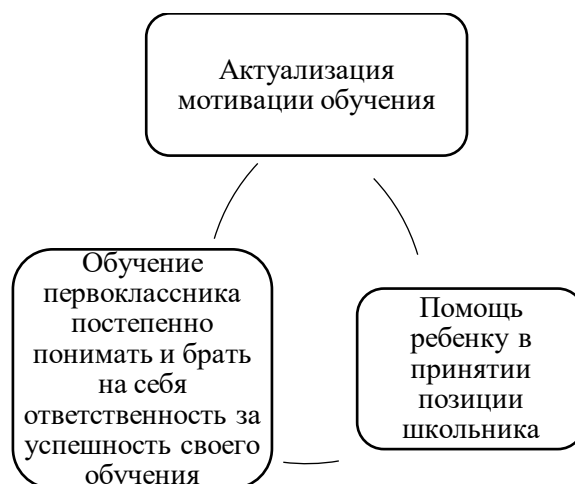 Актуализация
мотивации обучения
Обучение
первоклассника
постепенно
понимать и брать
на себя
ответственность за
успешность своего
обучения
Помощь
ребенку в
принятии
позиции
школьника